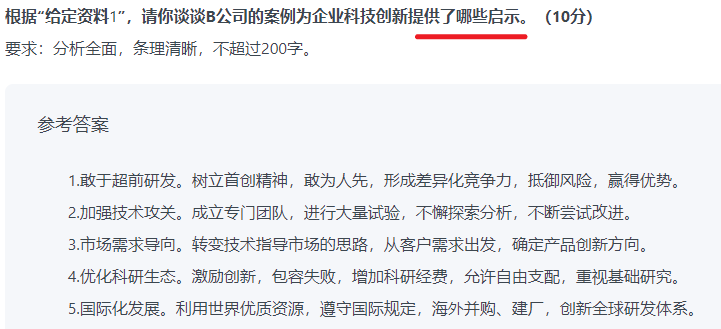 根据“给定资料1”，请你谈谈B公司的案例为企业科技创新提供了哪些启示。（10分）
要求：分析全面，条理清晰，不超过200字。
参考答案
1.敢于超前研发。树立首创精神，敢为人先，形成差异化竞争力，抵御风险，赢得优势。
2.加强技术攻关。成立专门团队，进行大量试验，不懈探索分析，不断尝试改进。
3.市场需求导向。转变技术指导市场的思路，从客户需求出发，确定产品创新方向。
4.优化科研生态。激励创新，包容失败，增加科研经费，允许自由支配，重视基础研究。
5.国际化发展。利用世界优质资源，遵守国际规定，海外并购、建厂，创新全球研发体系。